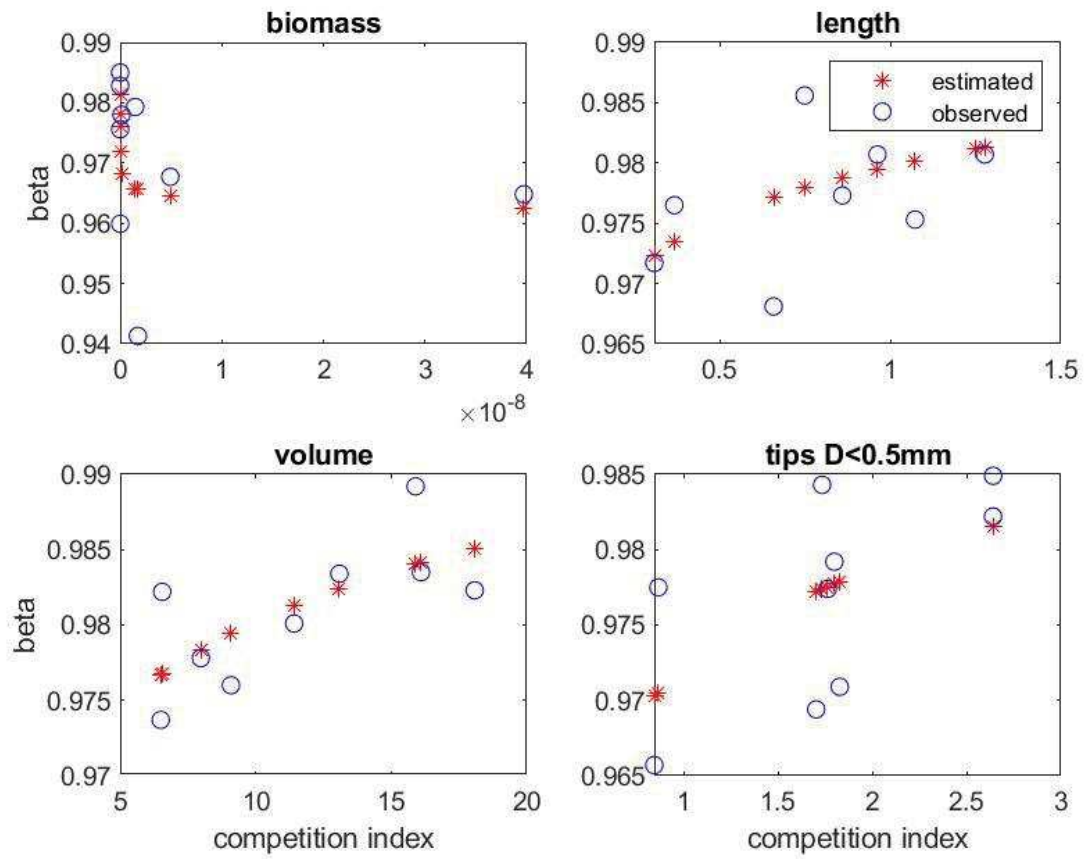 biomass
0.99
0.98
0.97
0.96
0.95
0.94
beta
0 1 2 3 4
×10-8
length
0.99
0.985
0.98
0.975
0.97
0.965
0.5 1 1.5
estimated
observed
volume
0.99
0.985
0.98
0.975
0.97
beta
5 10 15 20
competition index
tips D<0.5mm
0.985
0.98
0.975
0.97
0.965
1 1.5 2 2.5 3
competition index